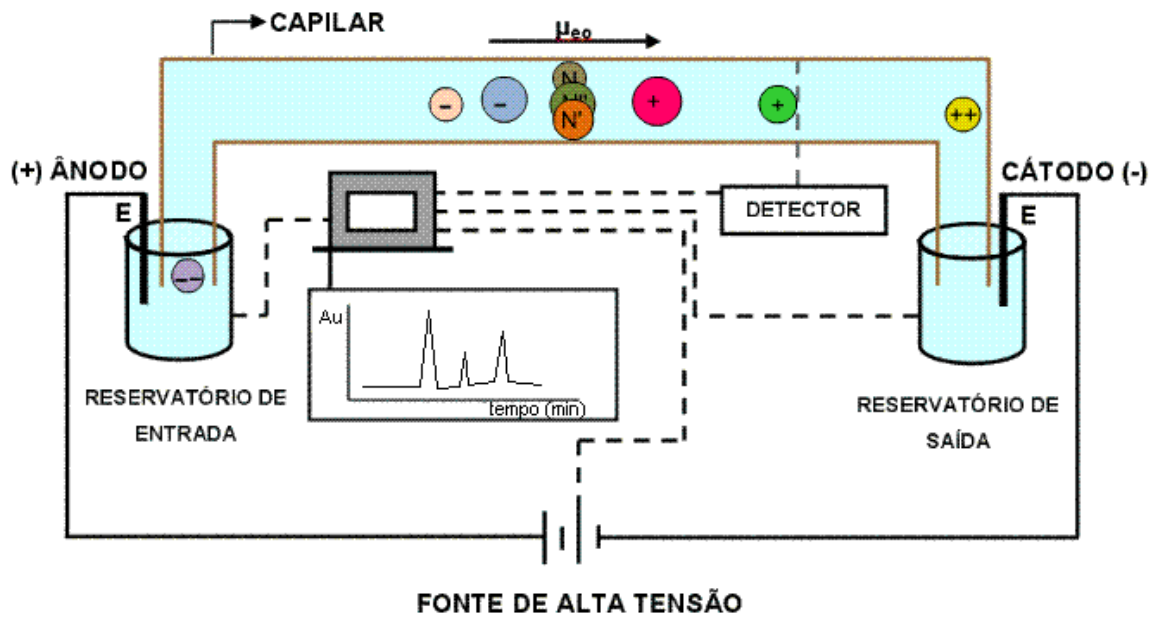 CAPILAR
μeo
- - N N'' N' + + ++
(+) ÂNODO
CÁTODO (-)
E
E
DETECTOR
--
Au
tempo (min)
RESERVATÓRIO DE
ENTRADA
RESERVATÓRIO DE
SAÍDA
FONTE DE ALTA TENSÃO